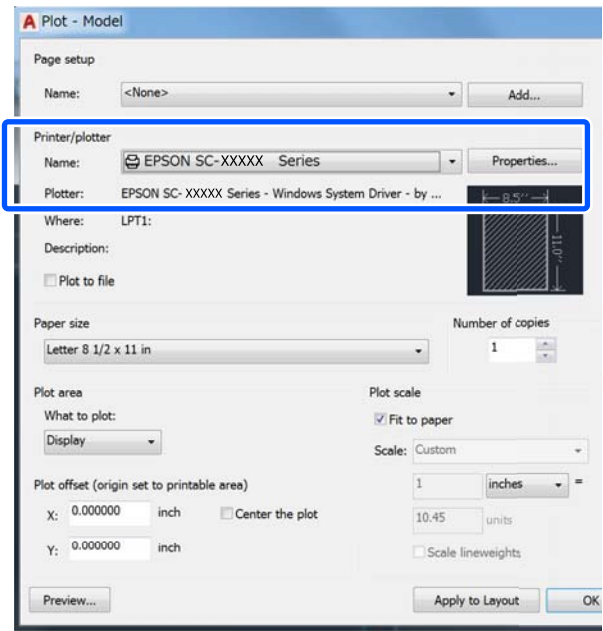 A Plot - Model
Page setup
Name: <None> Add...
Printer/plotter
Name: EPSON SC-XXXXX Series Properties...
Plotter: EPSON SC- XXXXX Series - Windows System Driver - by ...
8.5''
Where: LPT1:
11.0''
Description:
Plot to file
Paper size
Number of copies
Letter 8 1/2 x 11 in
1
Plot area
Plot scale
What to plot:
Fit to paper
Display
Scale: Custom
Plot offset (origin set to printable area)
1 inches =
X: 0.000000 inch Center the plot
10.45 units
Y: 0.000000 inch
Scale lineweights
Preview... Apply to Layout OK